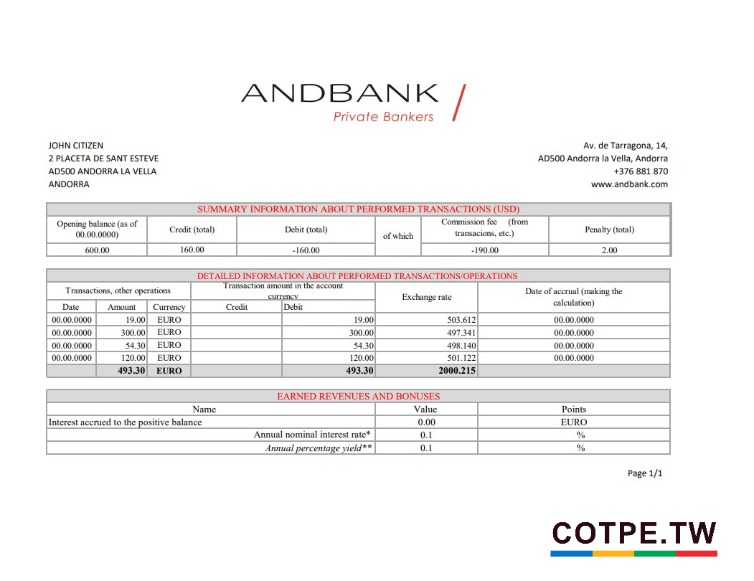 ANDBANK
Private Bankers
JOHN CITIZEN
2 PLACETA DE SANT ESTEVE
AD500 ANDORRA LA VELLA
ANDORRA
Av. de Tarragona, 14,
AD500 Andorra la Vella, Andorra
+376 881 870
www.andbank.com
SUMMARY INFORMATION ABOUT PERFORMED TRANSACTIONS (USD)
Opening balance (as of 00.00.0000) Credit (total) Debit (total) of which Commission fee (from transacions, etc.) Penalty (total)
600.00 160.00 -160.00 -190.00 2.00
DETAILED INFORMATION ABOUT PERFORMED TRANSACTIONS/OPERATIONS
Transactions, other operations Transaction amount in the account currency Exchange rate Date of accrual (making the calculation)
Date Amount Currency Credit Debit
00.00.0000 19.00 EURO 19.00 503.612 00.00.0000
00.00.0000 300.00 EURO 300.00 497.341 00.00.0000
00.00.0000 54.30 EURO 54.30 498.140 00.00.0000
00.00.0000 120.00 EURO 120.00 501.122 00.00.0000
493.30 EURO 493.30 2000.215
EARNED REVENUES AND BONUSES
Name Value Points
Interest accrued to the positive balance 0.00 EURO
Annual nominal interest rate* 0.1 %
Annual percentage yield** 0.1 %
Page 1/1
COTPE.TW